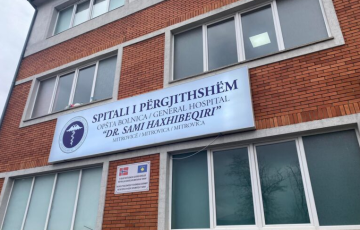 SPITALI I PËRGJITHSHËM
OPŠTA BOLNICA / GENERAL HOSPITAL
"DR. SAMI HAXHIBEQIRI"
MITROVICË / MITROVICA / MITROVICA